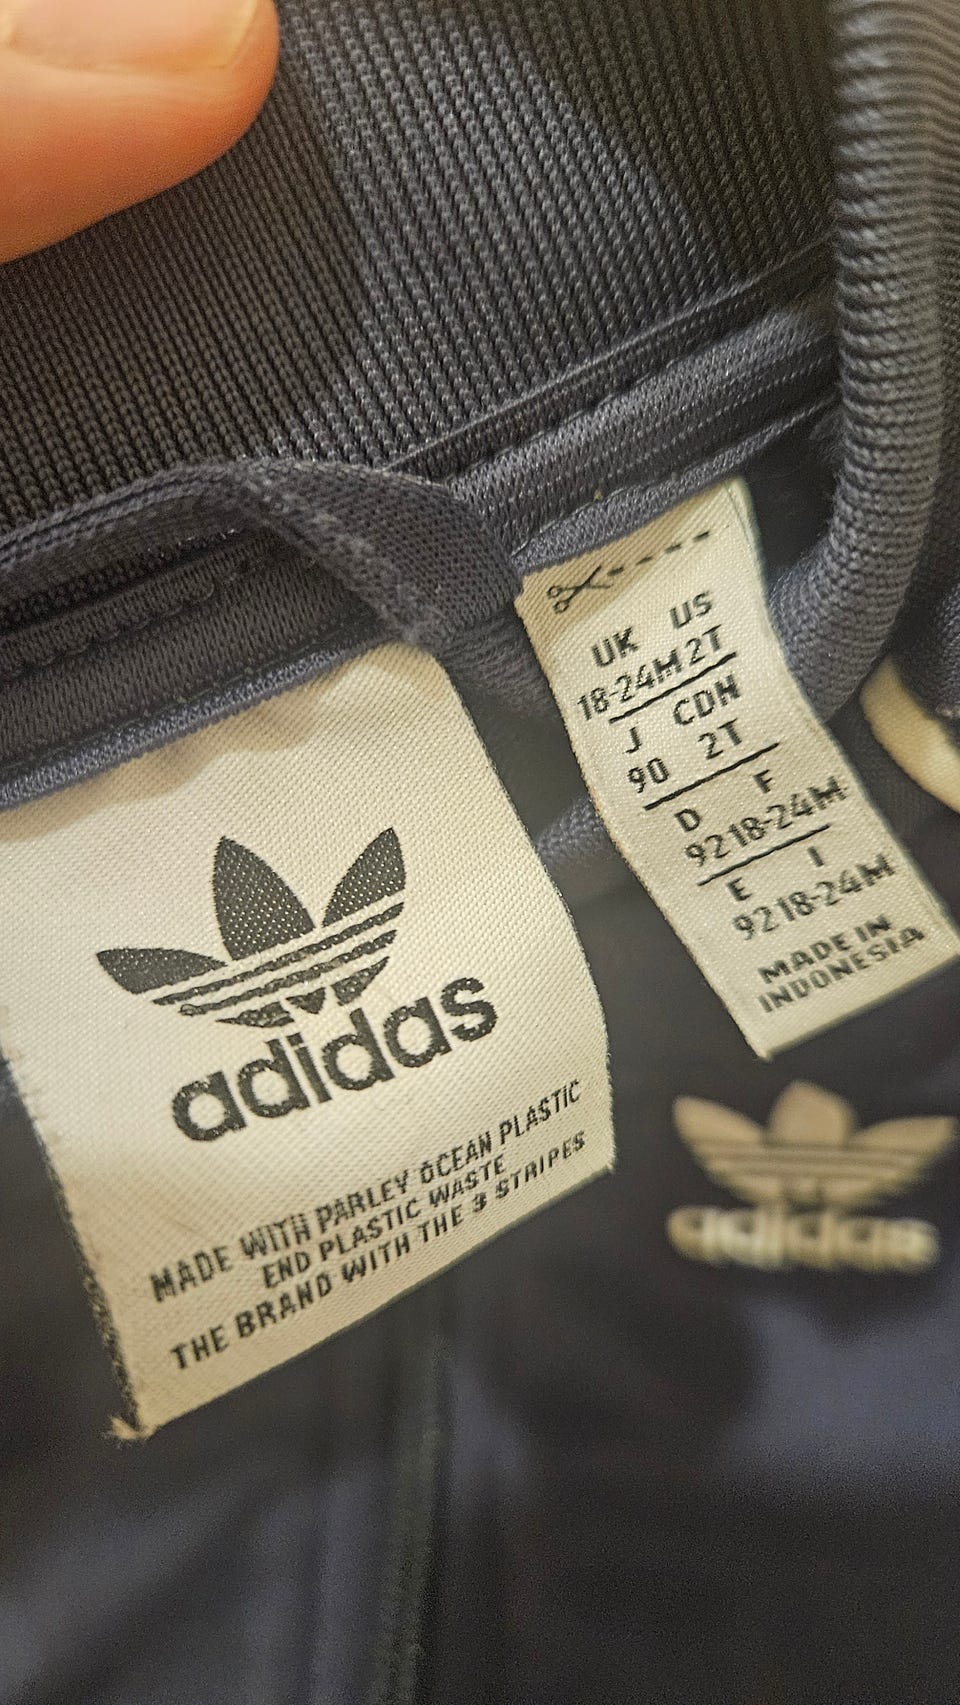 adidas
MADE WITH PARLEY OCEAN PLASTIC
END PLASTIC WASTE
THE BRAND WITH THE 3 STRIPES
UK US
18-24M 2T
J CDN
90 2T
D F
92 18-24M
E I
92 18-24M
MADE IN
INDONESIA
adidas